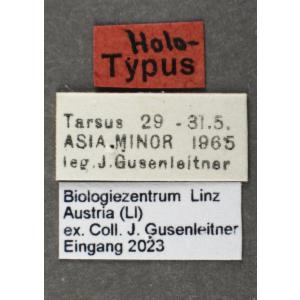 Holo-
Typus
Tarsus 29 - 31.5.
ASIA.MINOR 1965
leg.J.Gusenleitner
Biologiezentrum Linz
Austria (LI)
ex. Coll. J. Gusenleitner
Eingang 2023